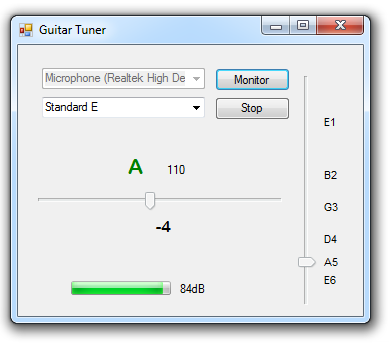 Guitar Tuner
Microphone (Realtek High De
Monitor
Standard E
Stop
E1
A 110
B2
G3
-4
D4
A5
E6
84dB